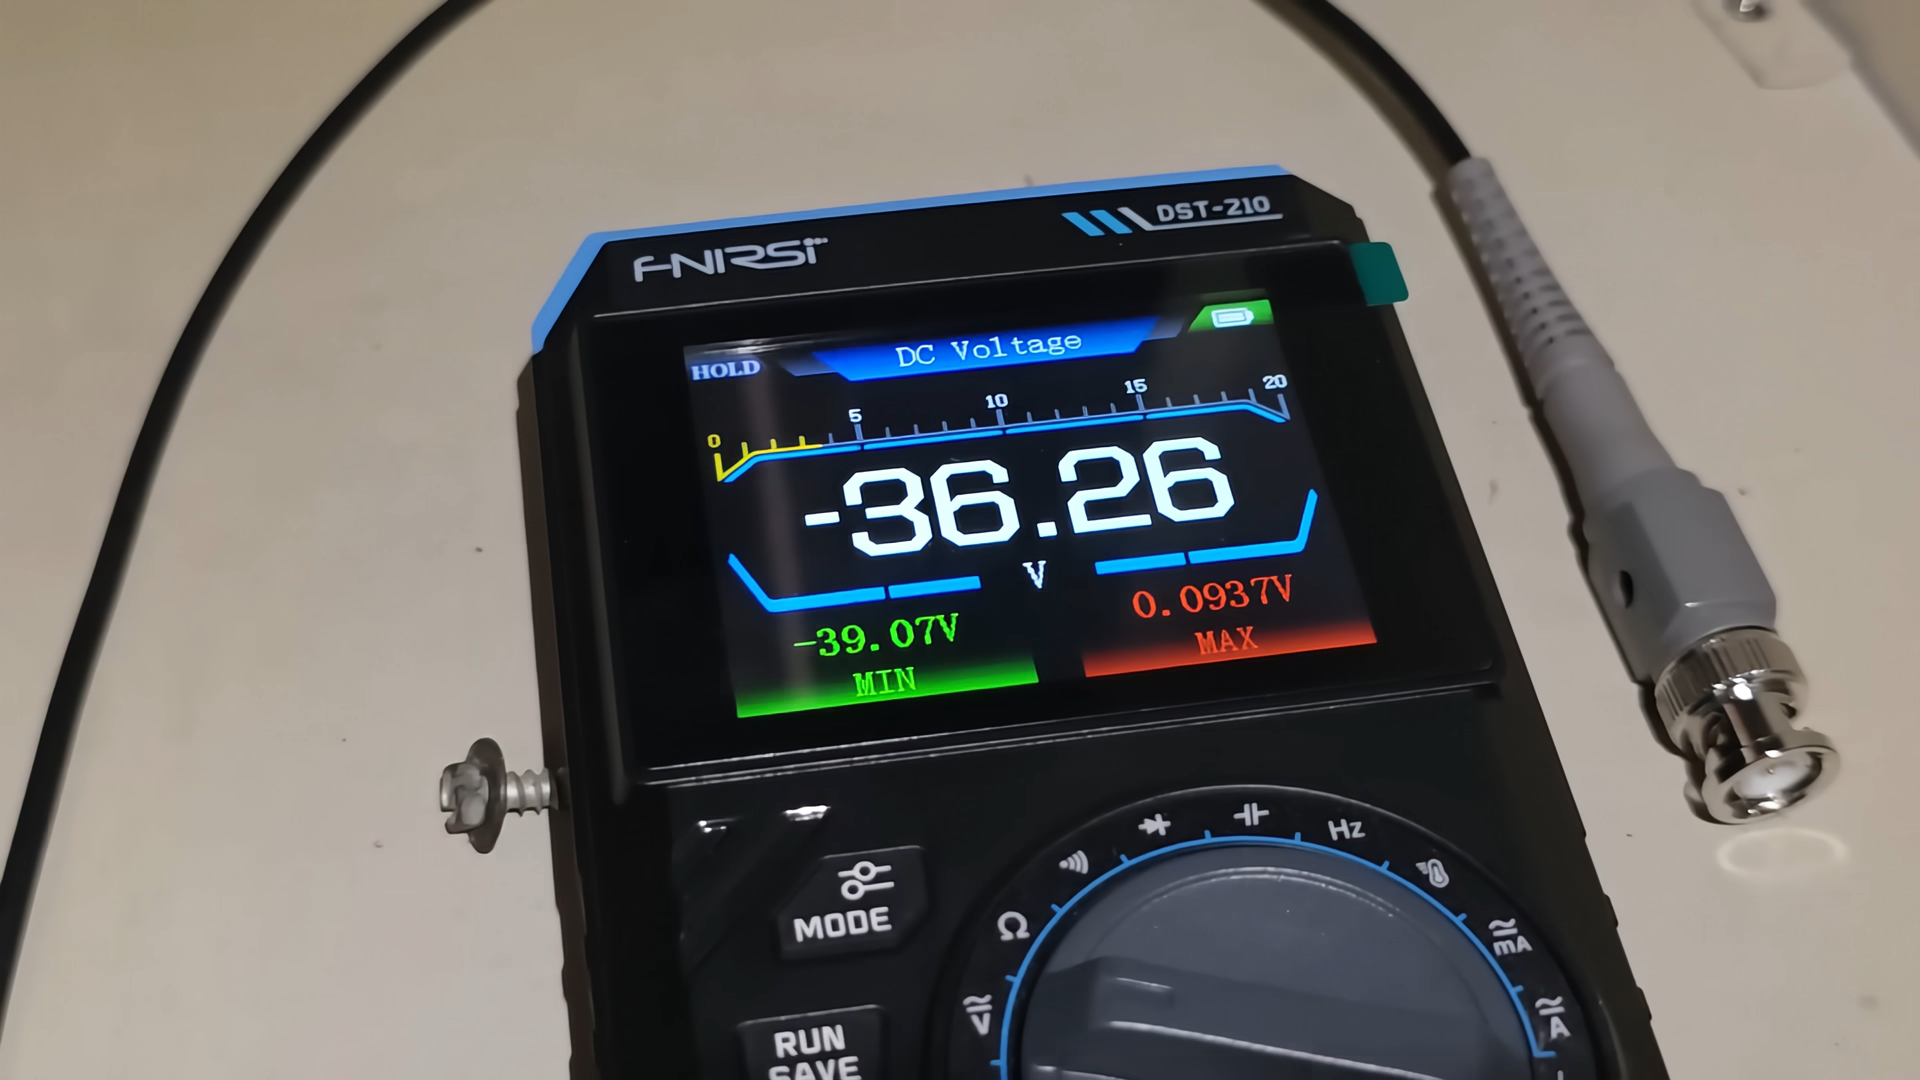 FNIRSI
DST-210
HOLD
DC Voltage
0 5 10 15 20
-36.26
V
-39.07V
MIN
0.0937V
MAX
MODE
RUN
SAVE
Ω
Hz
mA
A
V